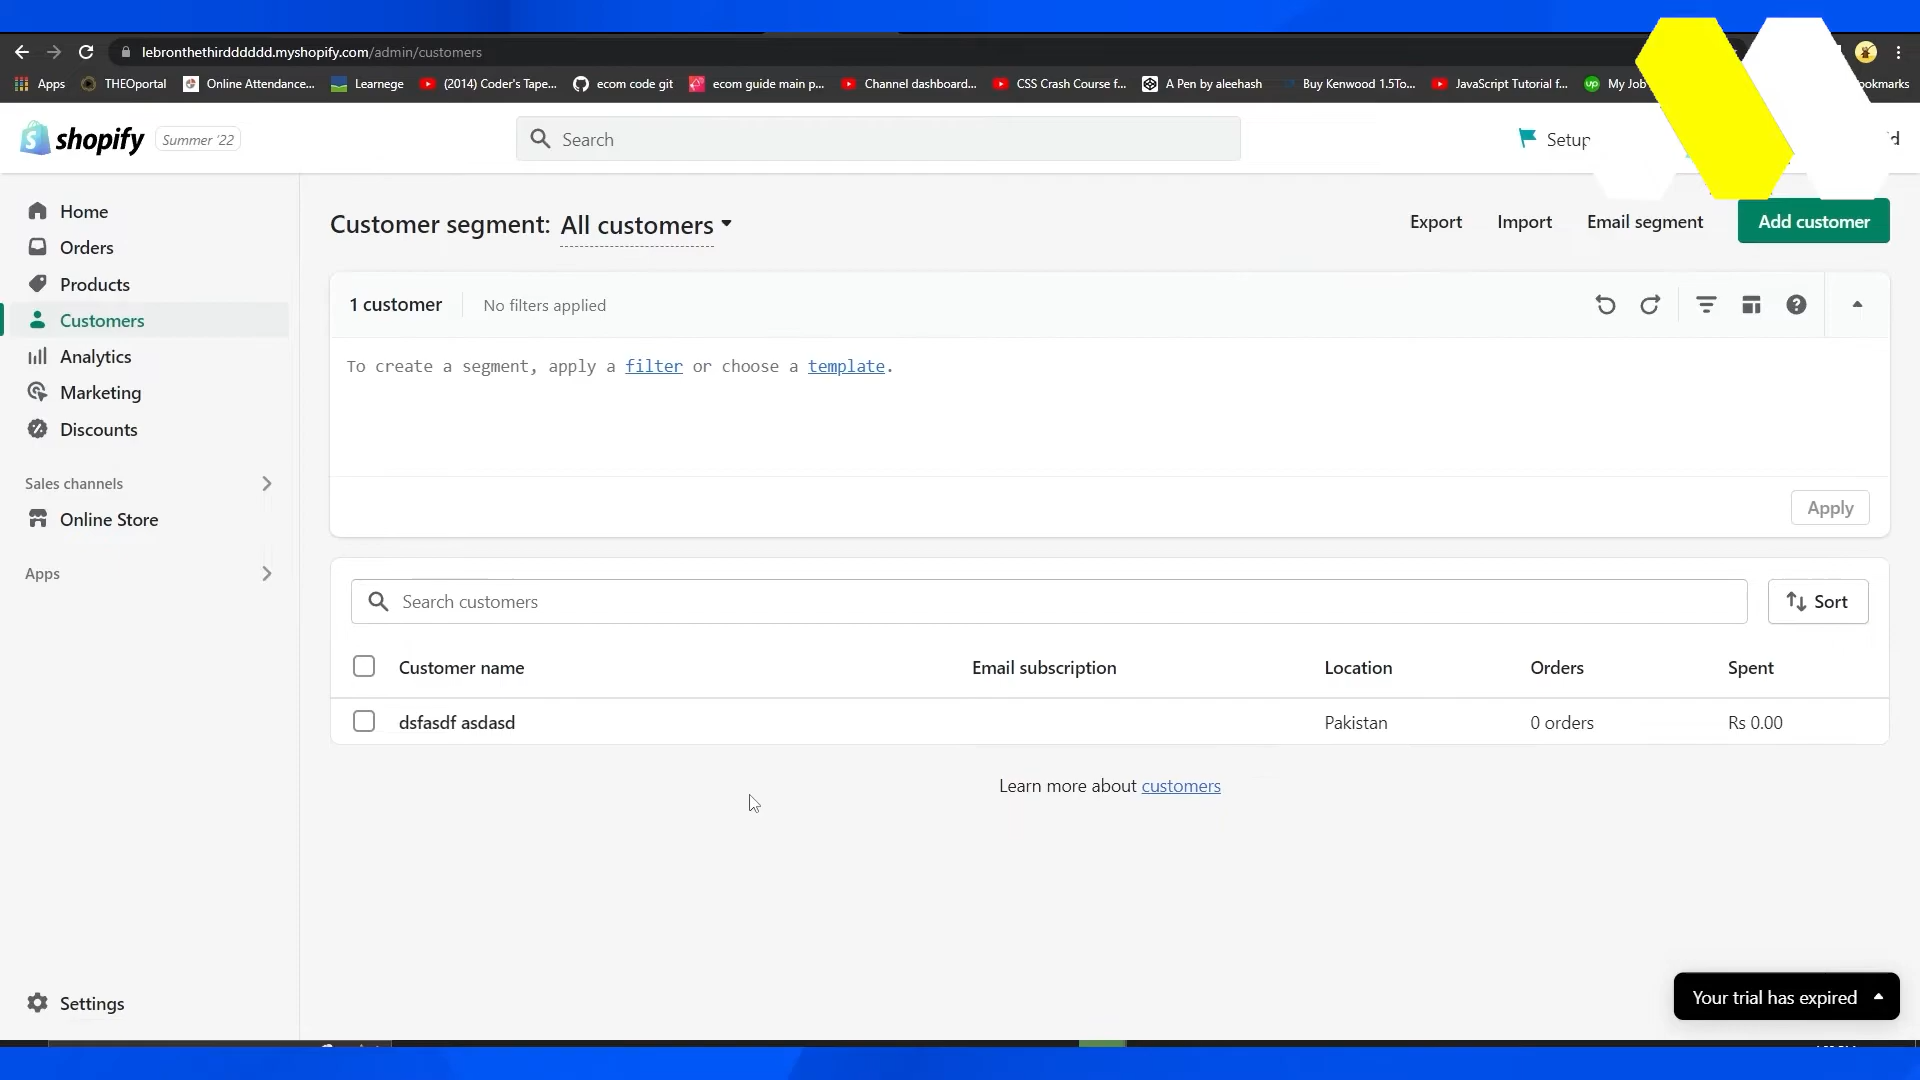 lebronthethirdddddd.myshopify.com/admin/customers
Apps THEOportal Online Attendance... Learnege (2014) Coder's Tape... ecom code git ecom guide main p... Channel dashboard... CSS Crash Course f... A Pen by aleehash Buy Kenwood 1.5To... JavaScript Tutorial f... up My Job
shopify Summer '22 Search Setup
Home
Orders
Products
Customers
Analytics
Marketing
Discounts
Sales channels
Online Store
Apps
Settings
Customer segment: All customers Export Import Email segment Add customer
1 customer No filters applied
To create a segment, apply a filter or choose a template.
Apply
Search customers Sort
Customer name Email subscription Location Orders Spent
dsfasdf asdasd Pakistan 0 orders Rs 0.00
Learn more about customers
Your trial has expired